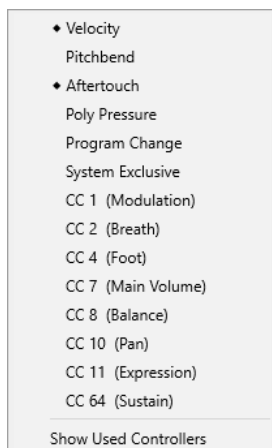 ◆ Velocity
Pitchbend
◆ Aftertouch
Poly Pressure
Program Change
System Exclusive
CC 1 (Modulation)
CC 2 (Breath)
CC 4 (Foot)
CC 7 (Main Volume)
CC 8 (Balance)
CC 10 (Pan)
CC 11 (Expression)
CC 64 (Sustain)
Show Used Controllers